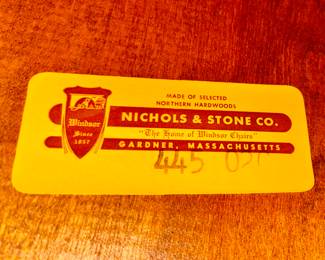 MADE OF SELECTED
NORTHERN HARDWOODS
NICHOLS & STONE CO.
"The Home of Windsor Chairs"
GARDNER, MASSACHUSETTS
Windsor
Since
1857
445